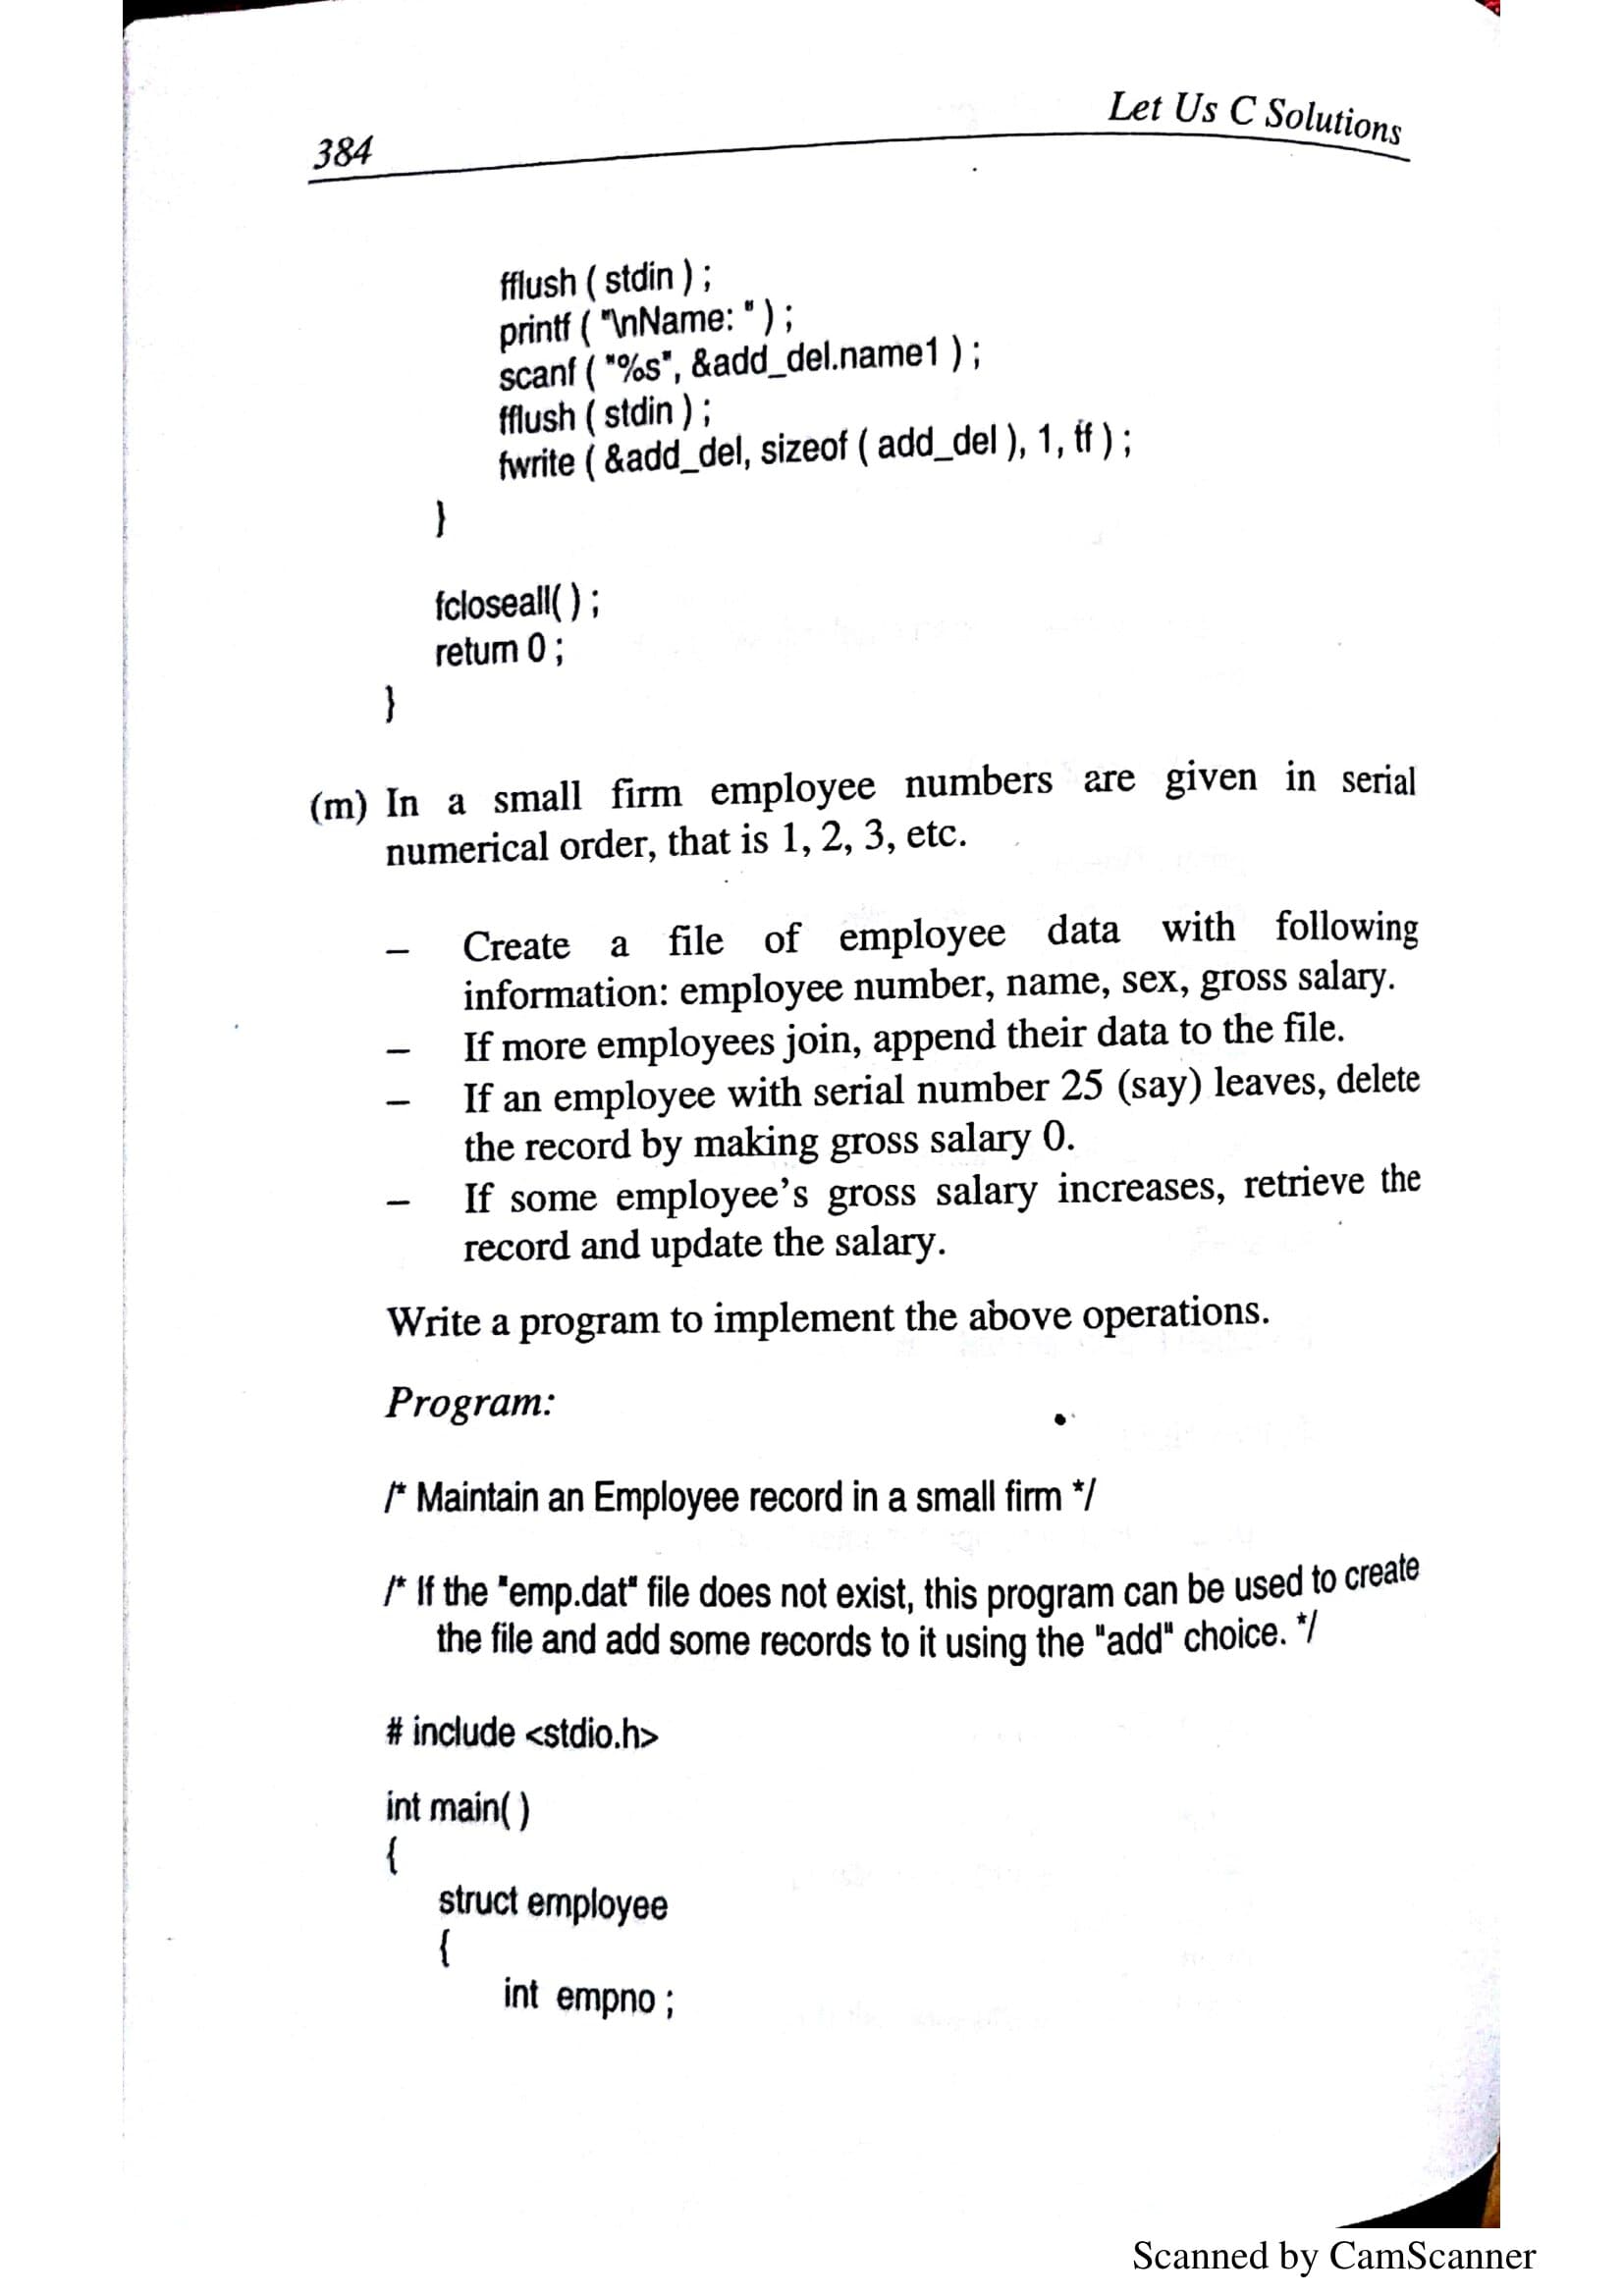 384
Let Us C Solutions
fflush ( stdin ) ;
printf ( "\nName: " ) ;
scanf ( "%s", &add_del.name1 ) ;
fflush ( stdin ) ;
fwrite ( &add_del, sizeof ( add_del ), 1, tf ) ;
}
fcloseall( ) ;
return 0 ;
}
(m) In a small firm employee numbers are given in serial
numerical order, that is 1, 2, 3, etc.
– Create a file of employee data with following
information: employee number, name, sex, gross salary.
– If more employees join, append their data to the file.
– If an employee with serial number 25 (say) leaves, delete
the record by making gross salary 0.
– If some employee's gross salary increases, retrieve the
record and update the salary.
Write a program to implement the above operations.
Program:
/* Maintain an Employee record in a small firm */
/* If the "emp.dat" file does not exist, this program can be used to create
the file and add some records to it using the "add" choice. */
# include <stdio.h>
int main( )
{
struct employee
{
int empno ;
Scanned by CamScanner